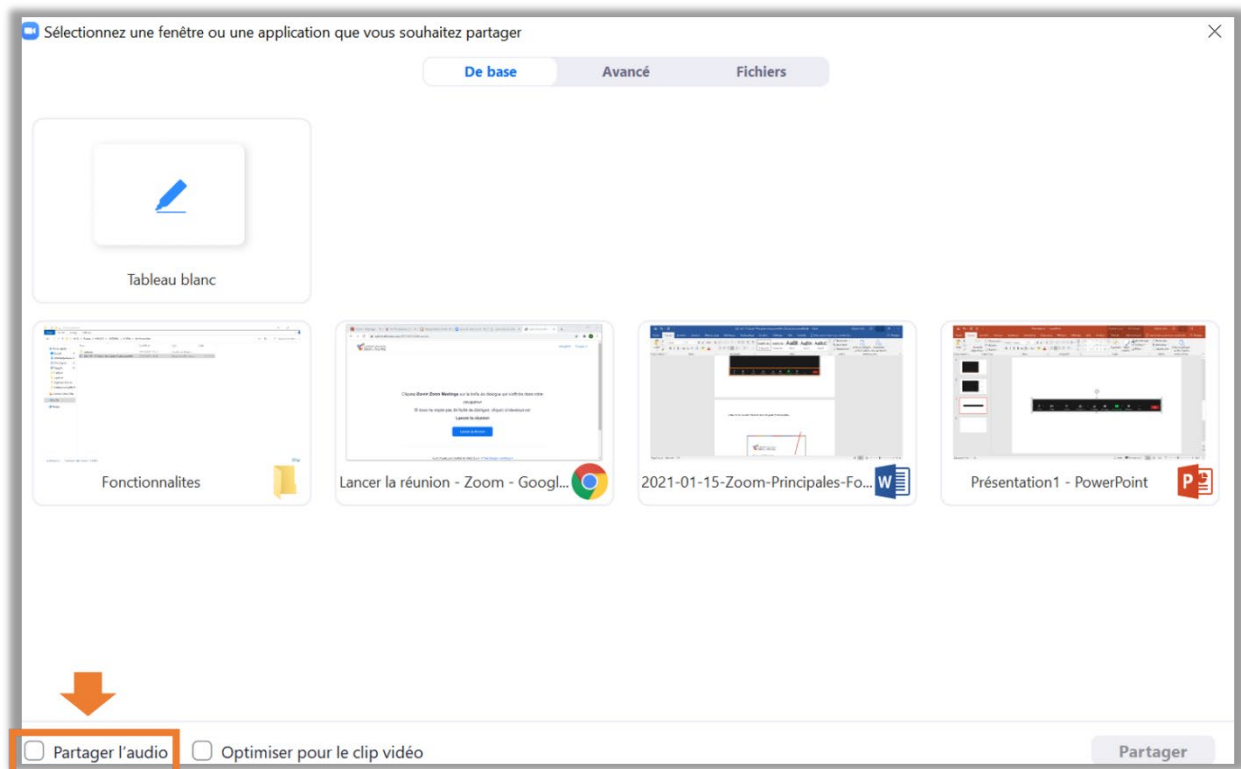 Sélectionnez une fenêtre ou une application que vous souhaitez partager
De base Avancé Fichiers
Tableau blanc
Fonctionnalites
Lancer la réunion - Zoom - Googl...
2021-01-15-Zoom-Principales-Fo...
Présentation1 - PowerPoint
Partager l'audio
Optimiser pour le clip vidéo
Partager